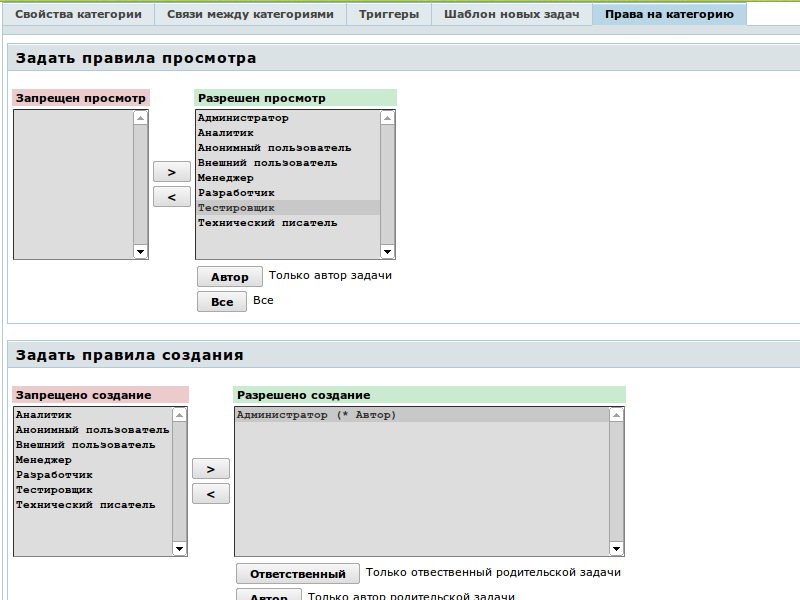 Свойства категории Связи между категориями Триггеры Шаблон новых задач Права на категорию
Задать правила просмотра
Запрещен просмотр Разрешен просмотр
Администратор
Аналитик
Анонимный пользователь
Внешний пользователь
Менеджер
>
Разработчик
<
Тестировщик
Технический писатель
Автор Только автор задачи
Все Все
Задать правила создания
Запрещено создание Разрешено создание
Аналитик Администратор (* Автор)
Анонимный пользователь
Внешний пользователь
Менеджер
>
Разработчик
Тестировщик
<
Технический писатель
Ответственный Только отвественный родительской задачи
Автор Только автор родительской задачи